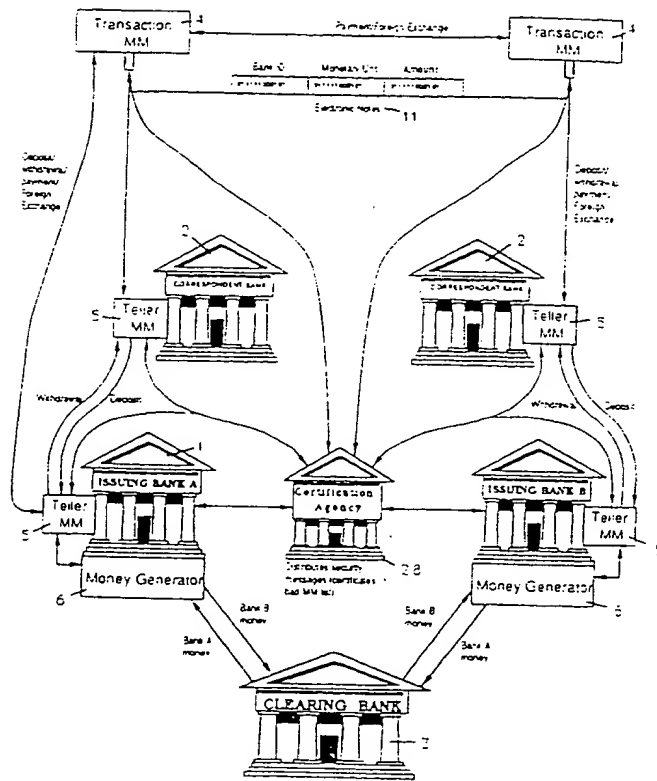 Transaction
MM
4
Payment/Foreign Exchange
Transaction
MM
4
Bank ID Monetary Unit Amount
Electronic Notes
11
Deposit/
withdrawal/
payment/
Foreign
Exchange
Deposit/
withdrawal/
payment/
Foreign
Exchange
2
CORRESPONDENT BANK
Teller
MM
5
2
CORRESPONDENT BANK
Teller
MM
5
Withdrawal
Deposit
Withdrawal
Deposit
1
ISSUING BANK A
Teller
MM
5
Money Generator
6
Certification
Agency
28
Distributes security
messages (certificates,
bad MM list)
ISSUING BANK B
Teller
MM
Money Generator
6
Bank B
money
Bank A
money
Bank B
money
Bank A
money
CLEARING BANK
3